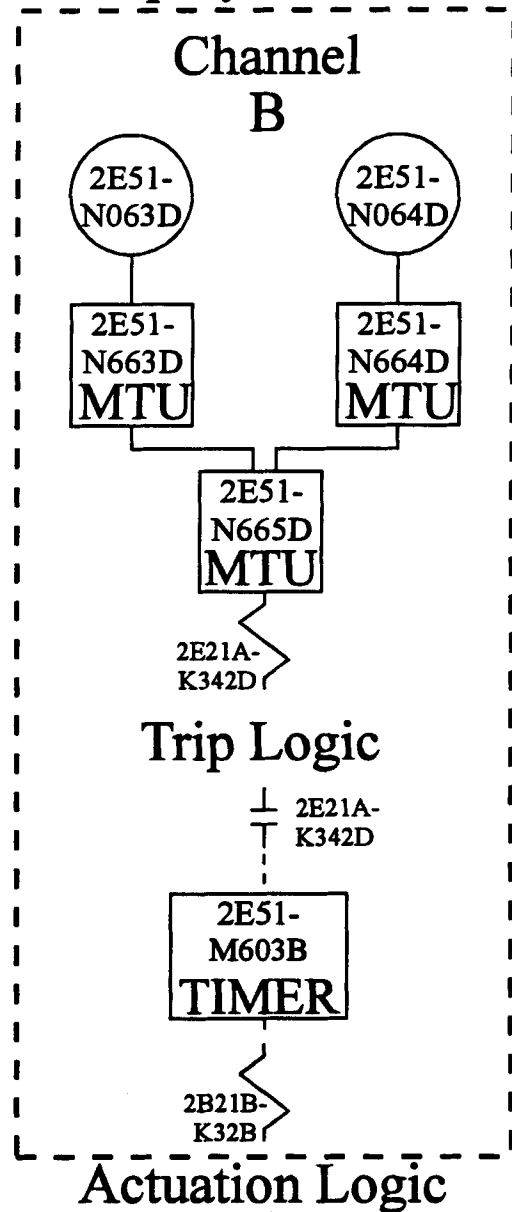 Channel
B
2E51-
N063D
2E51-
N064D
2E51-
N663D
MTU
2E51-
N664D
MTU
2E51-
N665D
MTU
2E21A-
K342D
Trip Logic
2E21A-
K342D
2E51-
M603B
TIMER
2B21B-
K32B
Actuation Logic